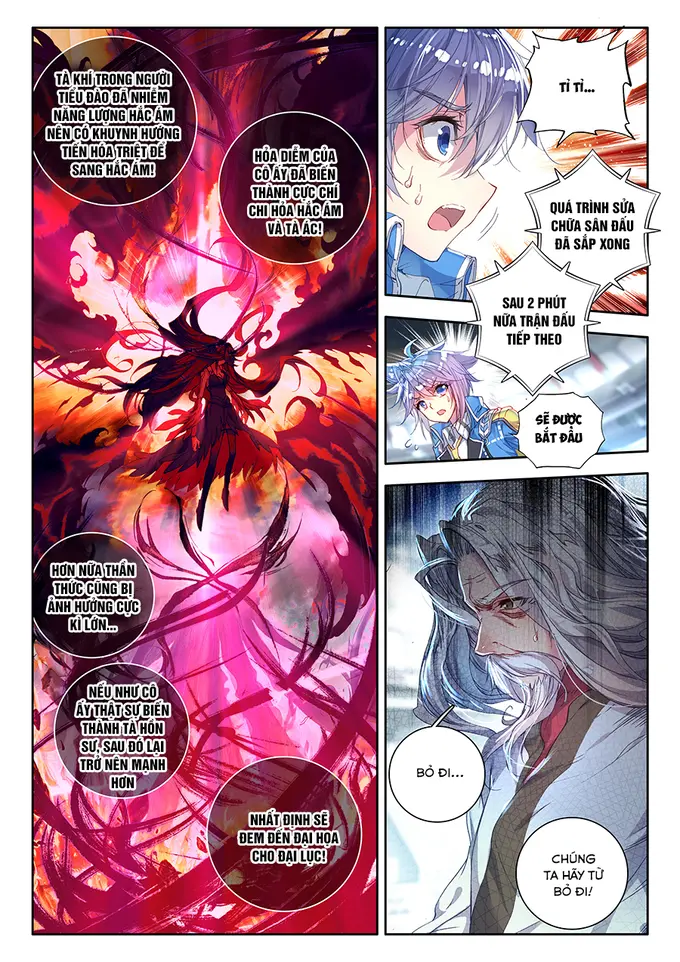 TÀ KHÍ TRONG NGƯỜI
TIỂU ĐÀO ĐÃ NHIỄM
NĂNG LƯỢNG HẮC ÁM
NÊN CÓ KHUYNH HƯỚNG
TIẾN HÓA TRIỆT ĐỂ
SANG HẮC ÁM!
HỎA DIỄM CỦA
CÔ ẤY ĐÃ BIẾN
THÀNH CỰC CHÍ
CHI HỎA HẮC ÁM
VÀ TÀ ÁC!
HƠN NỮA THẦN
THỨC CŨNG BỊ
ẢNH HƯỞNG CỰC
KÌ LỚN...
NẾU NHƯ CÔ
ẤY THẬT SỰ BIẾN
THÀNH TÀ HỒN
SƯ, SAU ĐÓ LẠI
TRỞ NÊN MẠNH
HƠN
NHẤT ĐỊNH SẼ
ĐEM ĐẾN ĐẠI HỌA
CHO ĐẠI LỤC!
TỈ TỈ...
QUÁ TRÌNH SỬA
CHỮA SÂN ĐẤU
ĐÃ SẮP XONG
SAU 2 PHÚT
NỮA TRẬN ĐẤU
TIẾP THEO
SẼ ĐƯỢC
BẮT ĐẦU
BỎ ĐI...
CHÚNG
TA HÃY TỪ
BỎ ĐI!